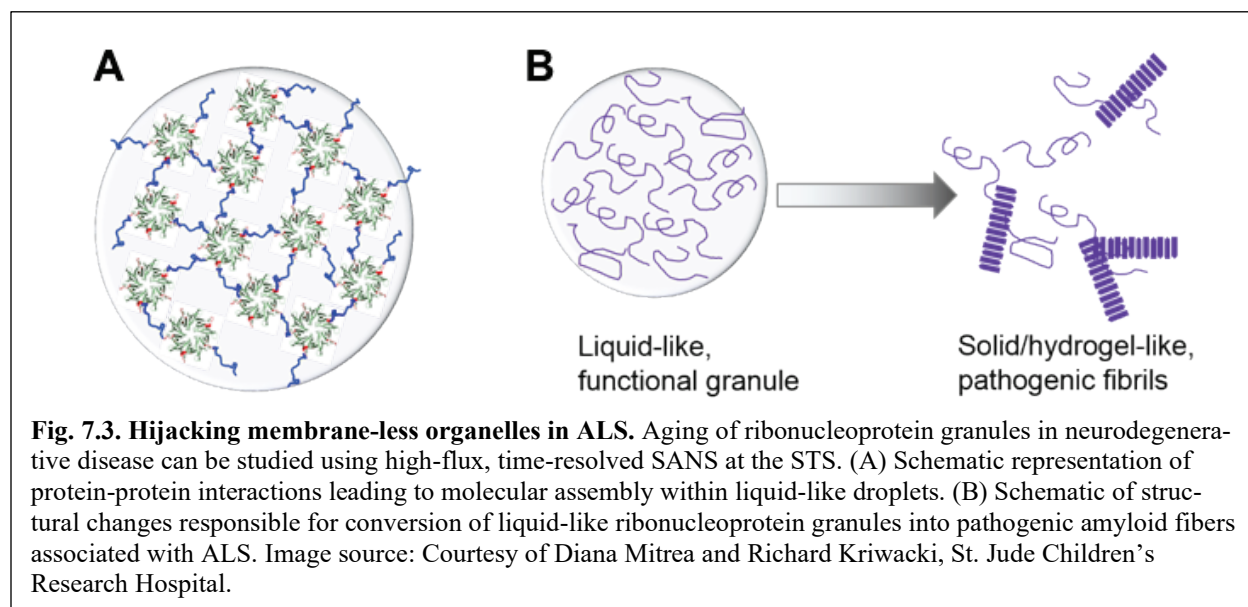 A
B
Liquid-like,
functional granule
Solid/hydrogel-like,
pathogenic fibrils
Fig. 7.3. Hijacking membrane-less organelles in ALS. Aging of ribonucleoprotein granules in neurodegenera-
tive disease can be studied using high-flux, time-resolved SANS at the STS. (A) Schematic representation of
protein-protein interactions leading to molecular assembly within liquid-like droplets. (B) Schematic of struc-
tural changes responsible for conversion of liquid-like ribonucleoprotein granules into pathogenic amyloid fibers
associated with ALS. Image source: Courtesy of Diana Mitrea and Richard Kriwacki, St. Jude Children’s
Research Hospital.